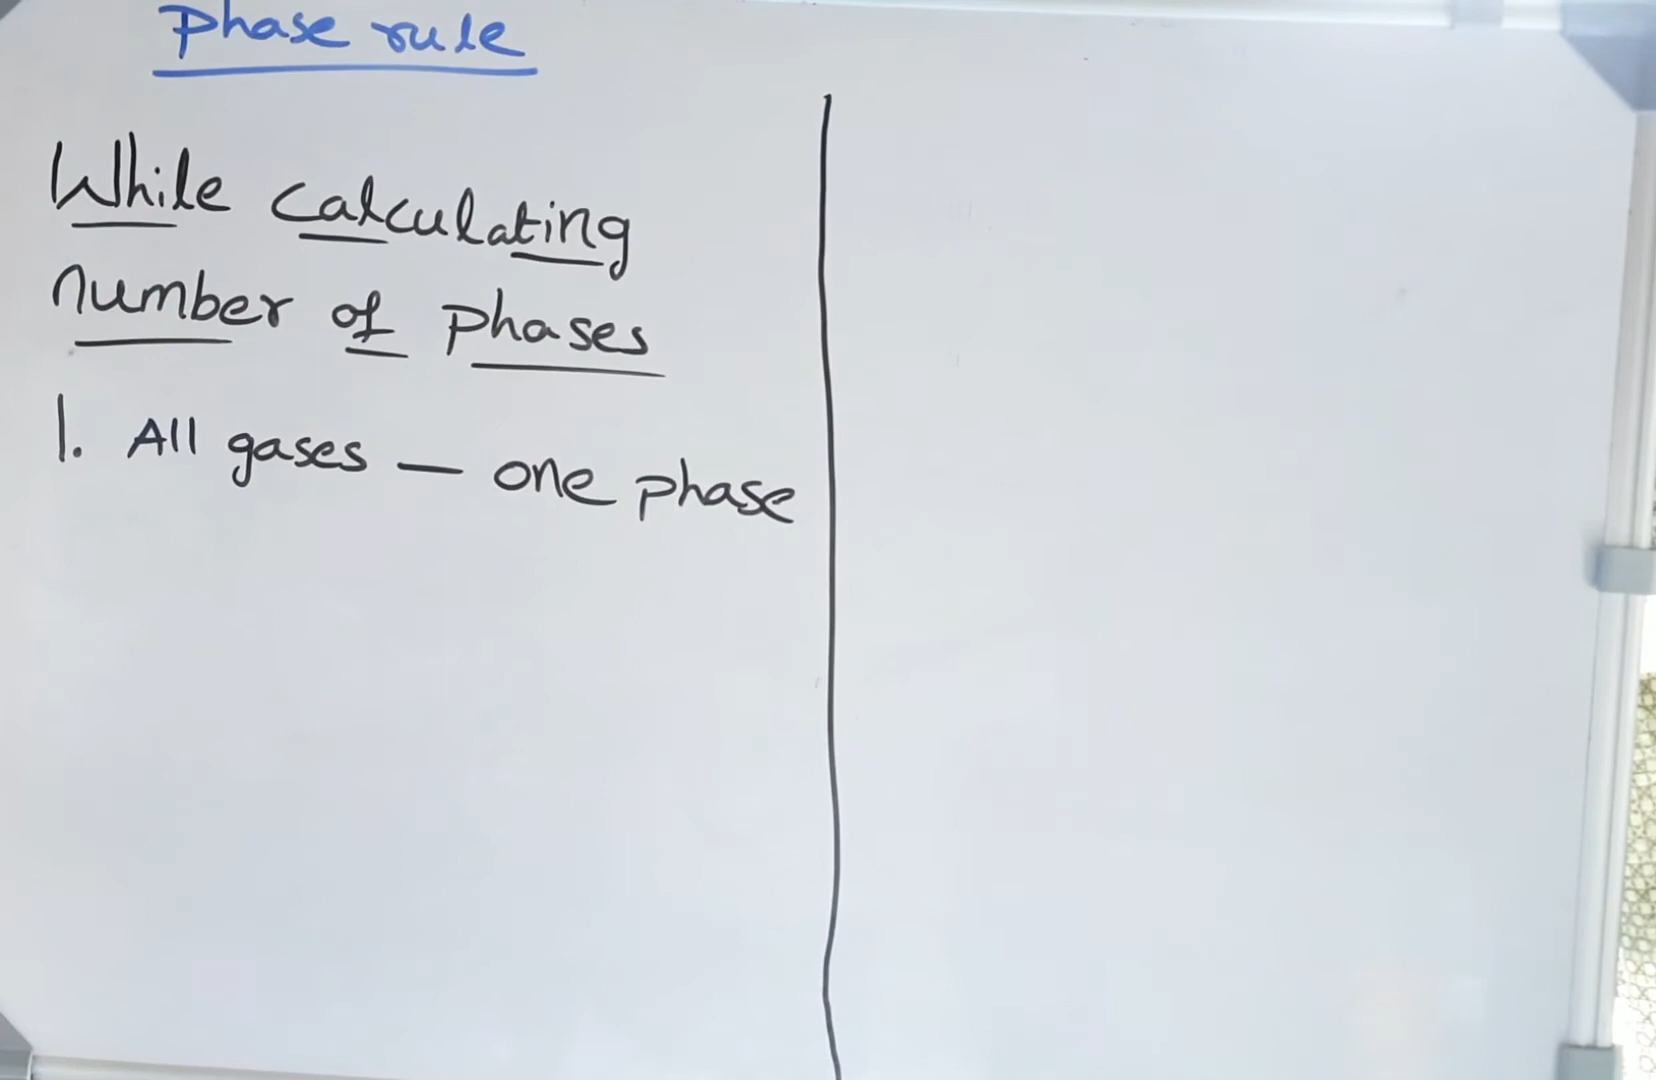 Phase rule
While calculating
number of phases
1. All gases — one phase